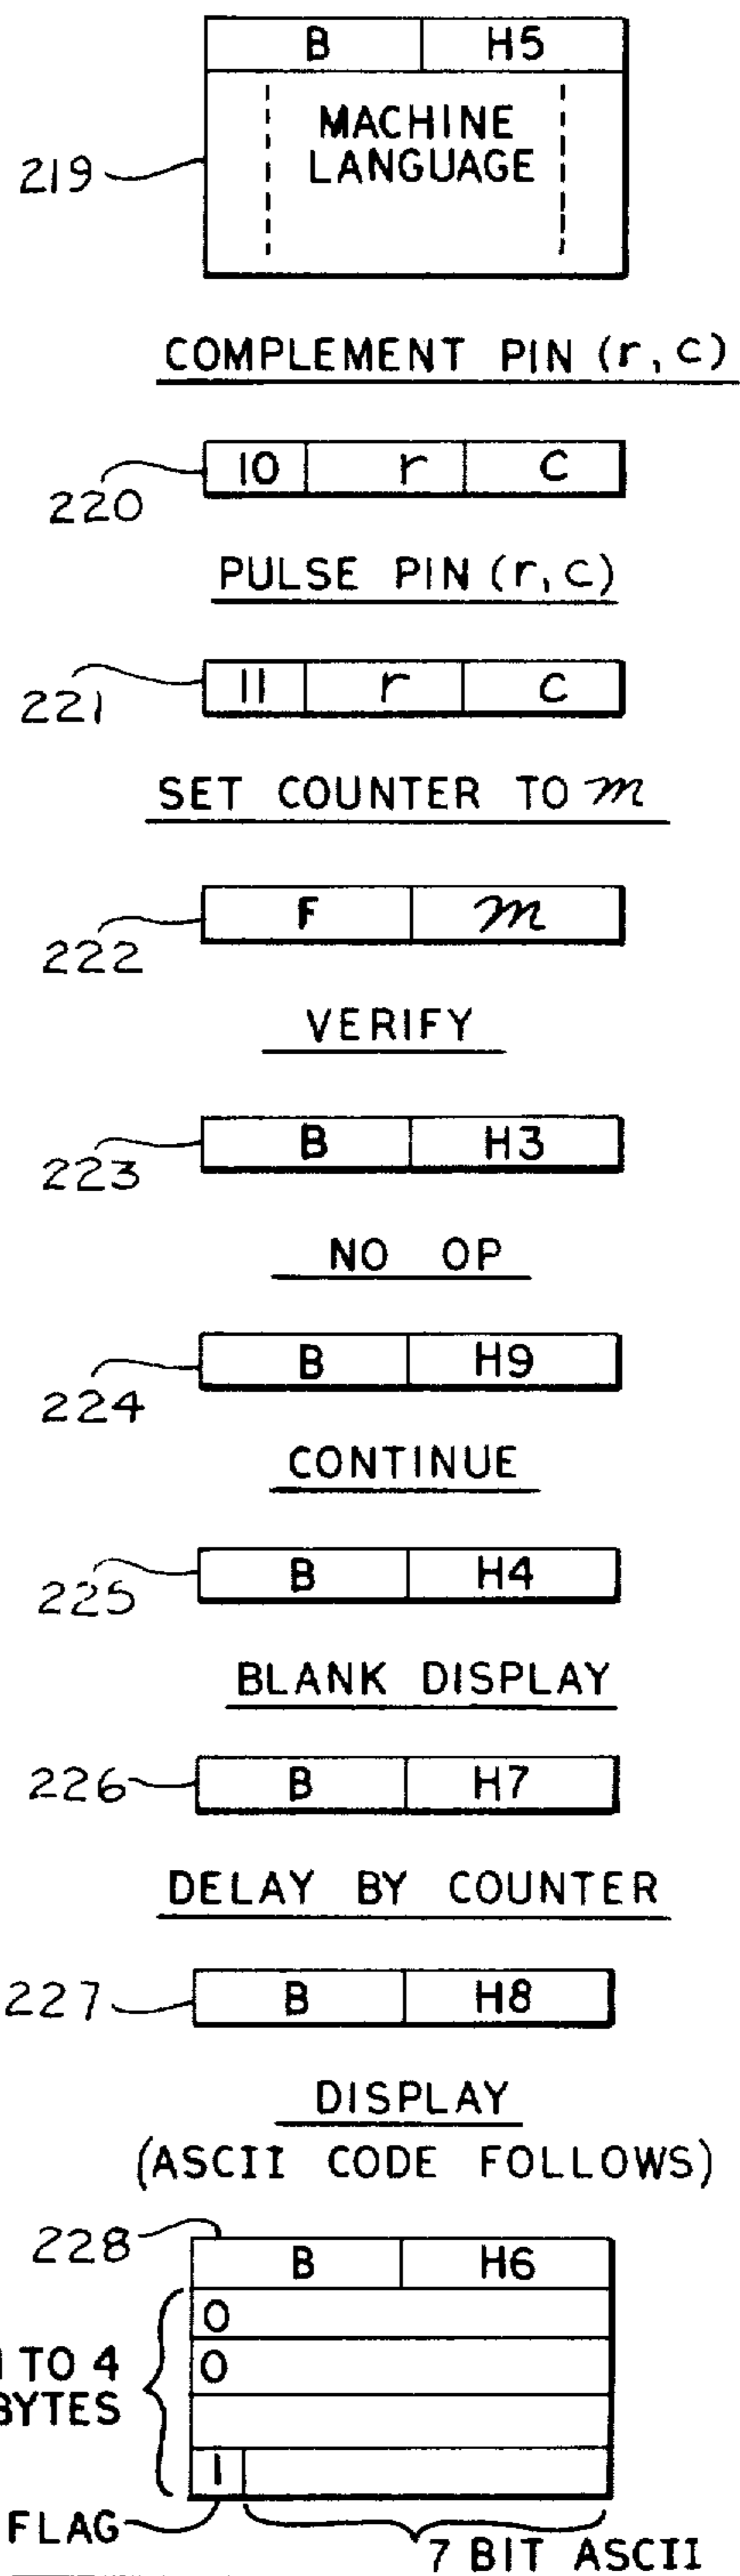 B H5
MACHINE
LANGUAGE
219
COMPLEMENT PIN (r, c)
10 r c
220
PULSE PIN (r, c)
11 r c
221
SET COUNTER TO m
F m
222
VERIFY
B H3
223
NO OP
B H9
224
CONTINUE
B H4
225
BLANK DISPLAY
226 B H7
DELAY BY COUNTER
227 B H8
DISPLAY
(ASCII CODE FOLLOWS)
228
B H6
0
0
1 TO 4
BYTES
1
FLAG
7 BIT ASCII